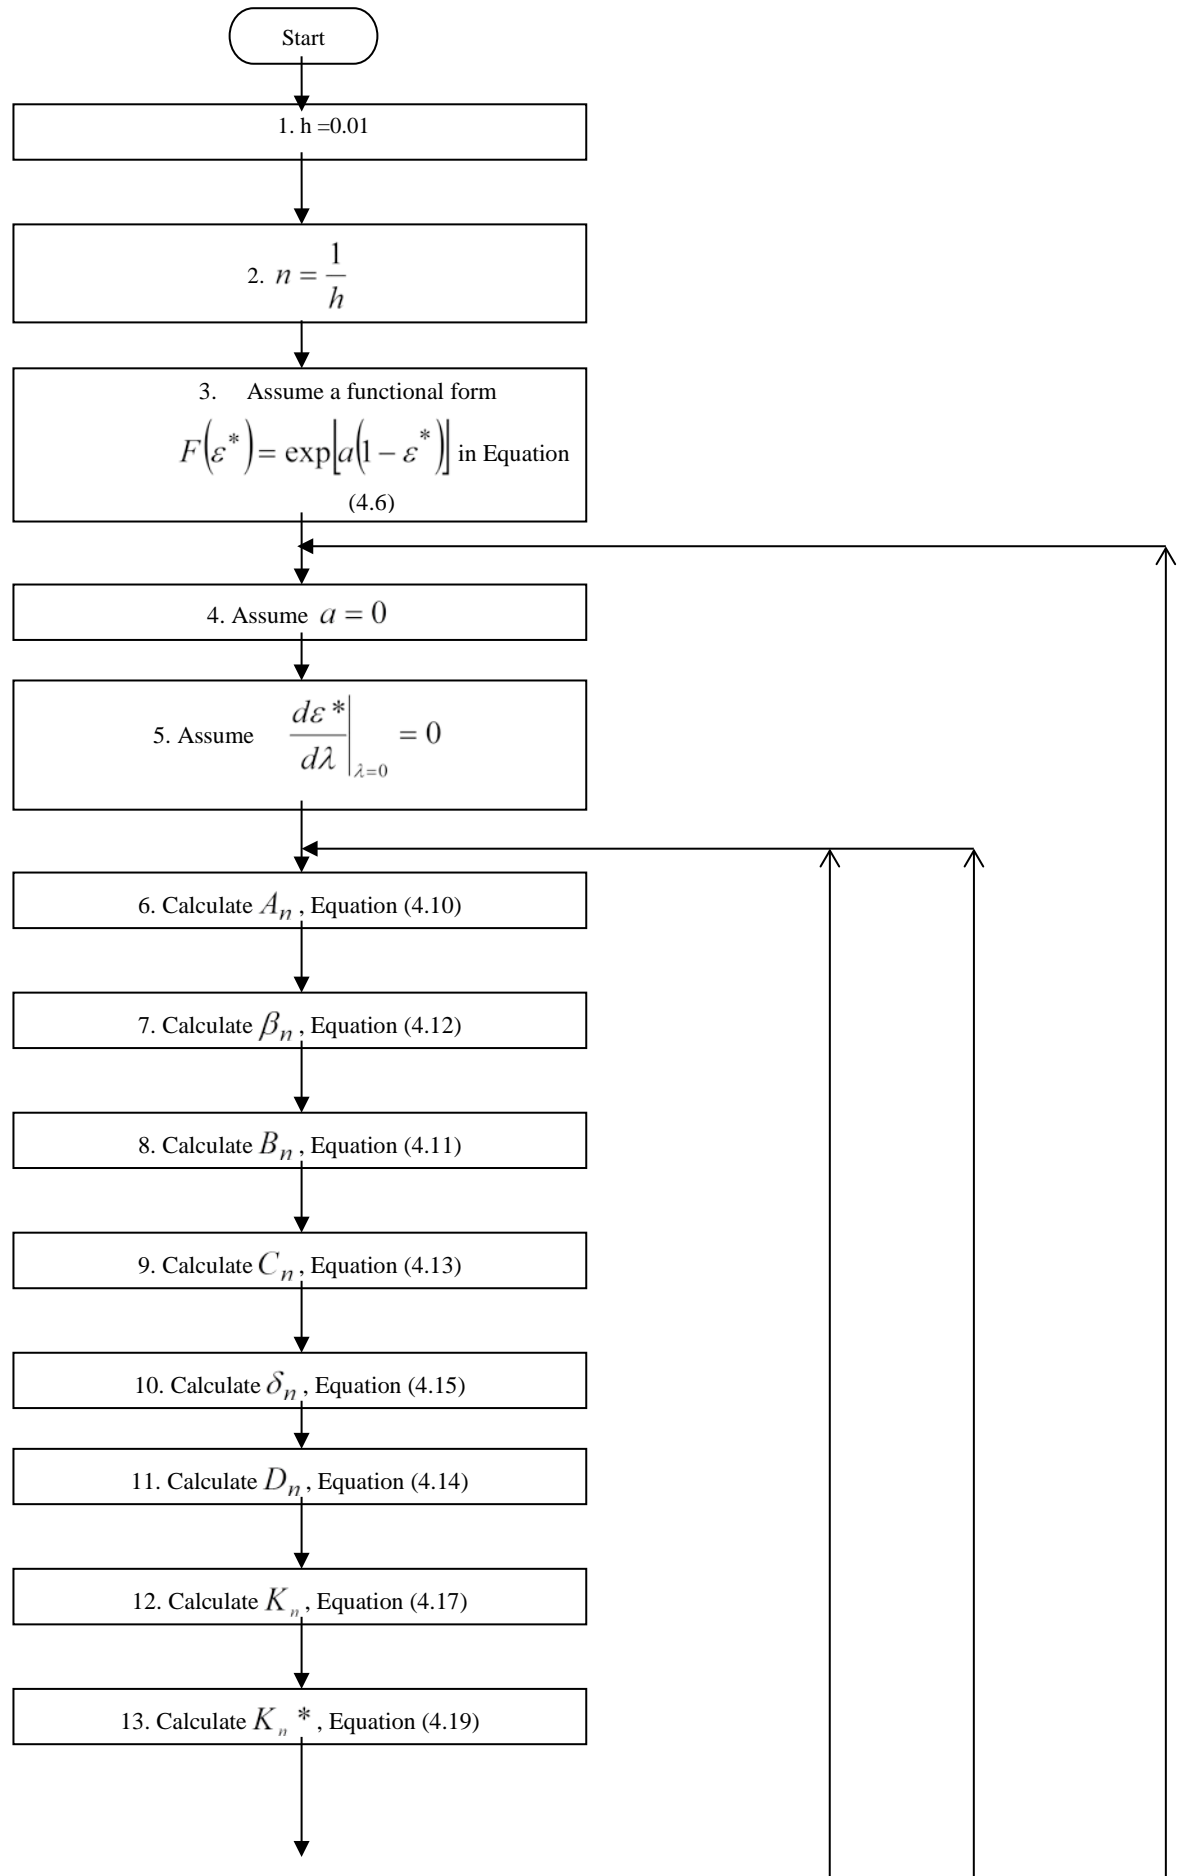 Start
1. h =0.01
2. n = 1/h
3. Assume a functional form
F(ε*) = exp⌊a(1 − ε*)⌋ in Equation
(4.6)
4. Assume a = 0
5. Assume dε*/dλ|λ=0 = 0
6. Calculate Aₙ, Equation (4.10)
7. Calculate βₙ, Equation (4.12)
8. Calculate Bₙ, Equation (4.11)
9. Calculate Cₙ, Equation (4.13)
10. Calculate δₙ, Equation (4.15)
11. Calculate Dₙ, Equation (4.14)
12. Calculate Kₙ, Equation (4.17)
13. Calculate Kₙ*, Equation (4.19)